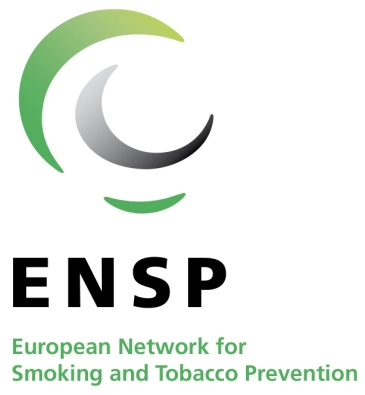 ENSP
European Network for
Smoking and Tobacco Prevention